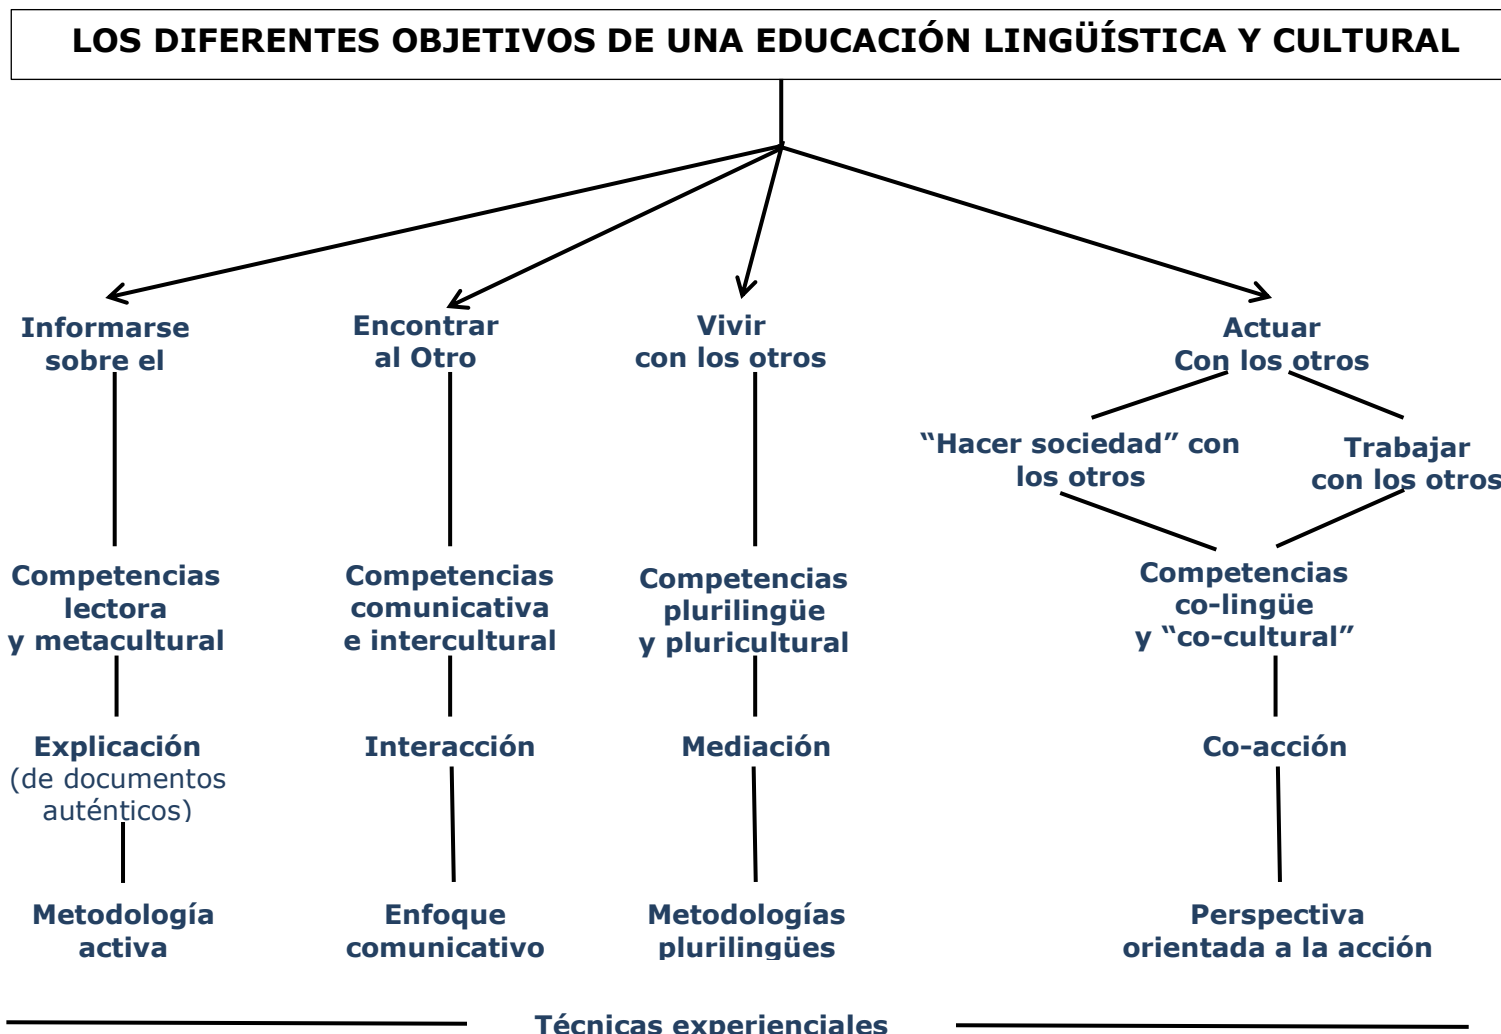 LOS DIFERENTES OBJETIVOS DE UNA EDUCACIÓN LINGÜÍSTICA Y CULTURAL
Informarse
sobre el
Encontrar
al Otro
Vivir
con los otros
Actuar
Con los otros
“Hacer sociedad” con
los otros
Trabajar
con los otros
Competencias
lectora
y metacultural
Competencias
comunicativa
e intercultural
Competencias
plurilingüe
y pluricultural
Competencias
co-lingüe
y “co-cultural”
Explicación
(de documentos
auténticos)
Interacción
Mediación
Co-acción
Metodología
activa
Enfoque
comunicativo
Metodologías
plurilingües
Perspectiva
orientada a la acción
Técnicas experienciales